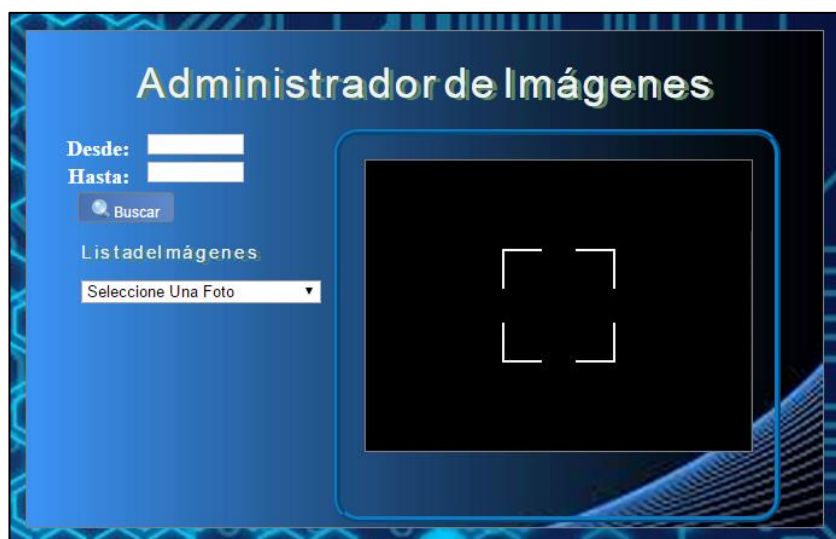 Administrador de Imágenes
Desde:
Hasta:
Buscar
Lista de Imágenes
Seleccione Una Foto